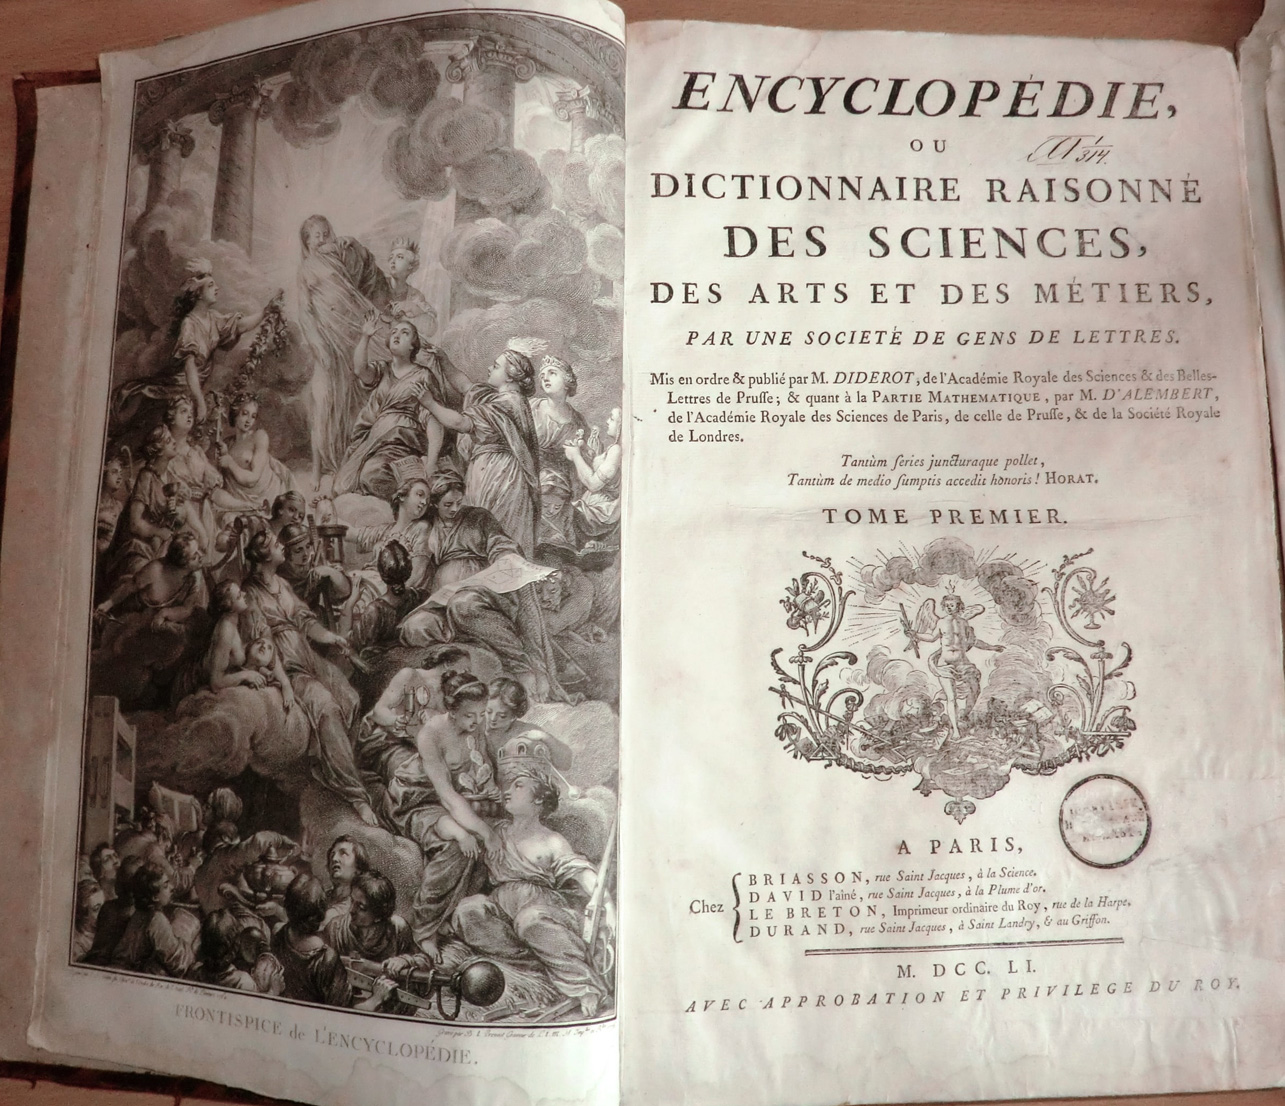 FRONTISPICE de L'ENCYCLOPÉDIE.
ENCYCLOPÉDIE,
OU
314.
DICTIONNAIRE RAISONNÉ
DES SCIENCES,
DES ARTS ET DES MÉTIERS,
PAR UNE SOCIETÉ DE GENS DE LETTRES.
Mis en ordre & publié par M. DIDEROT, de l'Académie Royale des Sciences & des Belles-
Lettres de Pruſſe; & quant à la PARTIE MATHEMATIQUE, par M. D'ALEMBERT,
de l'Académie Royale des Sciences de Paris, de celle de Pruſſe, & de la Société Royale
de Londres.
Tantùm ſeries juncturaque pollet,
Tantùm de medio ſumptis accedit honoris! HORAT.
TOME PREMIER.
A PARIS,
Chez
BRIASSON, rue Saint Jacques, à la Science.
DAVID l'aîné, rue Saint Jacques, à la Plume d'or.
LE BRETON, Imprimeur ordinaire du Roy, rue de la Harpe.
DURAND, rue Saint Jacques, à Saint Landry, & au Griffon.
M. DCC. LI.
AVEC APPROBATION ET PRIVILEGE DU ROY.